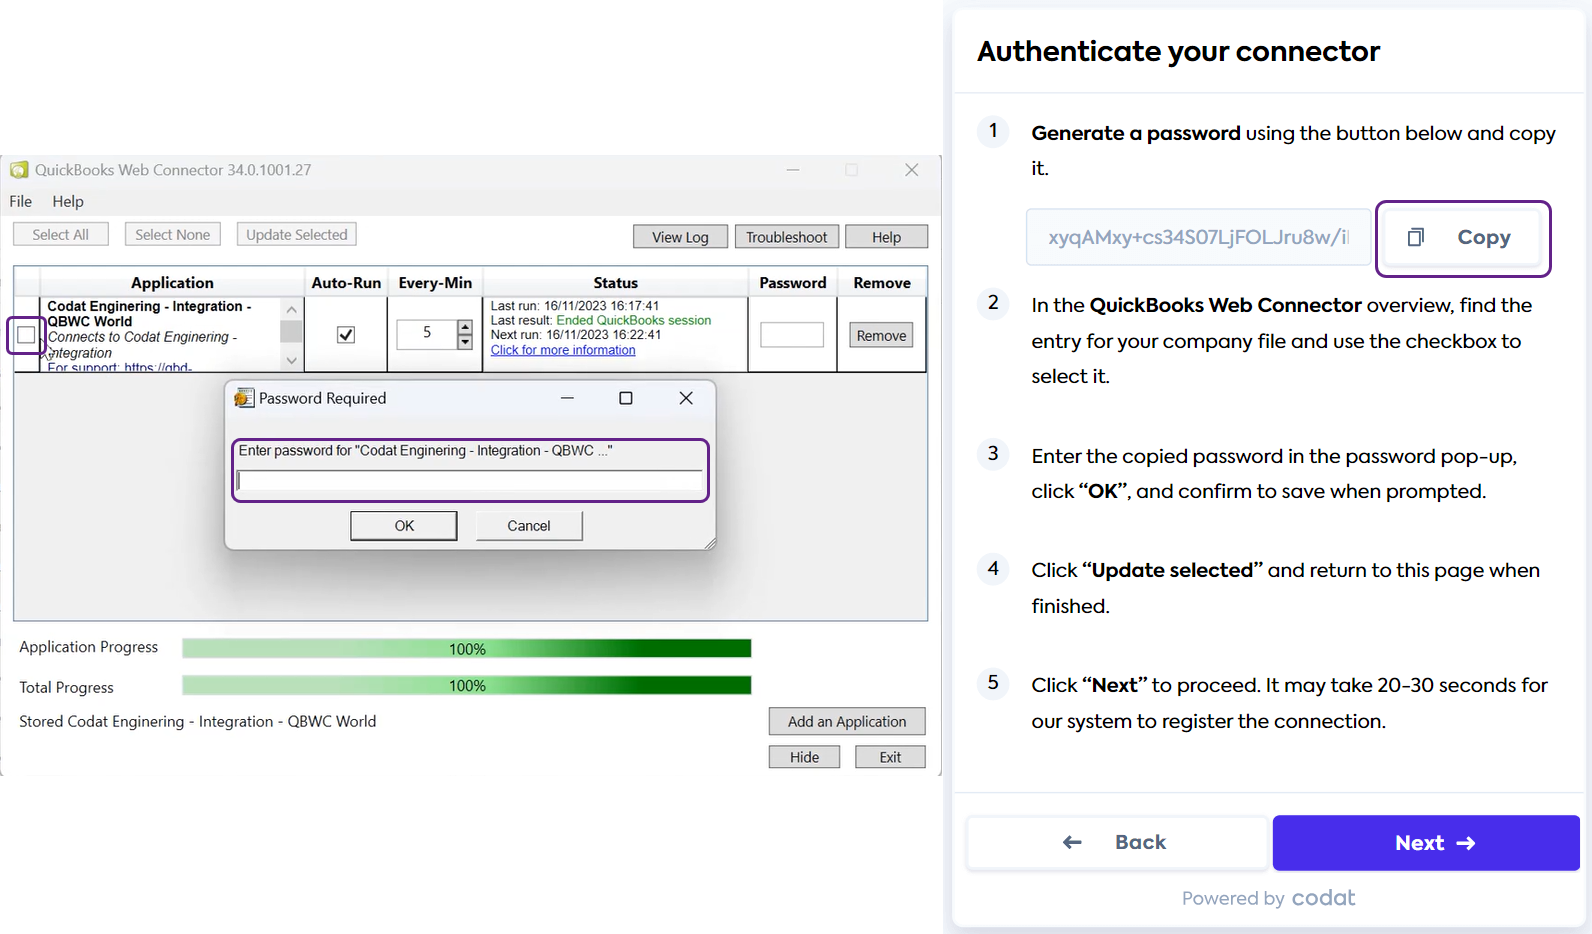 QuickBooks Web Connector 34.0.1001.27
File Help
Select All Select None Update Selected View Log Troubleshoot Help
Application Auto-Run Every-Min Status Password Remove
Codat Enginering - Integration -
QBWC World
Connects to Codat Enginering -
Integration
For support: https://qbd-
5
Last run: 16/11/2023 16:17:41
Last result: Ended QuickBooks session
Next run: 16/11/2023 16:22:41
Click for more information
Remove
Password Required
Enter password for "Codat Enginering - Integration - QBWC ..."
OK Cancel
Application Progress 100%
Total Progress 100%
Stored Codat Enginering - Integration - QBWC World
Add an Application
Hide Exit
Authenticate your connector
1 Generate a password using the button below and copy
it.
xyqAMxy+cs34S07LjFOLJru8w/i Copy
2 In the QuickBooks Web Connector overview, find the
entry for your company file and use the checkbox to
select it.
3 Enter the copied password in the password pop-up,
click “OK”, and confirm to save when prompted.
4 Click “Update selected” and return to this page when
finished.
5 Click “Next” to proceed. It may take 20-30 seconds for
our system to register the connection.
← Back Next →
Powered by codat